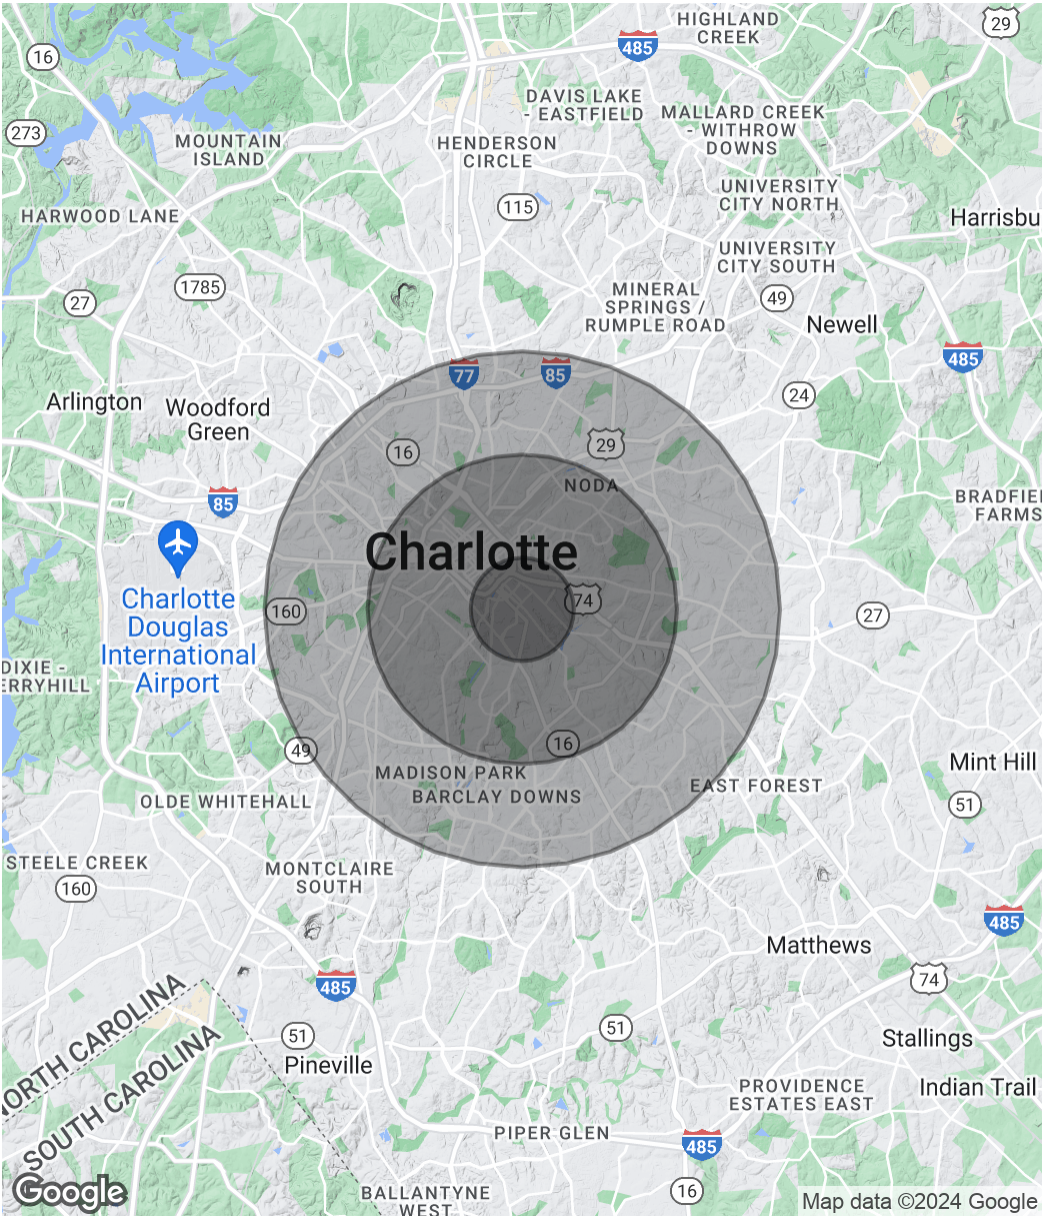 HIGHLAND
CREEK
29
16
485
DAVIS LAKE
- EASTFIELD
MALLARD CREEK
- WITHROW
DOWNS
273
MOUNTAIN
ISLAND
HENDERSON
CIRCLE
UNIVERSITY
CITY NORTH
115
HARWOOD LANE
Harrisbu
UNIVERSITY
CITY SOUTH
1785
MINERAL
SPRINGS /
RUMPLE ROAD
49
27
Newell
485
77
85
24
Arlington
Woodford
Green
16
29
NODA
85
BRADFIE
FARMS
Charlotte
Charlotte
Douglas
International
Airport
74
160
27
DIXIE -
ERRYHILL
49
16
MADISON PARK
BARCLAY DOWNS
EAST FOREST
Mint Hill
OLDE WHITEHALL
51
STEELE CREEK
160
MONTCLAIRE
SOUTH
485
Matthews
74
485
NORTH CAROLINA
SOUTH CAROLINA
51
51
Stallings
Pineville
Indian Trail
PROVIDENCE
ESTATES EAST
PIPER GLEN
485
BALLANTYNE
WEST
16
Google
Map data ©2024 Google